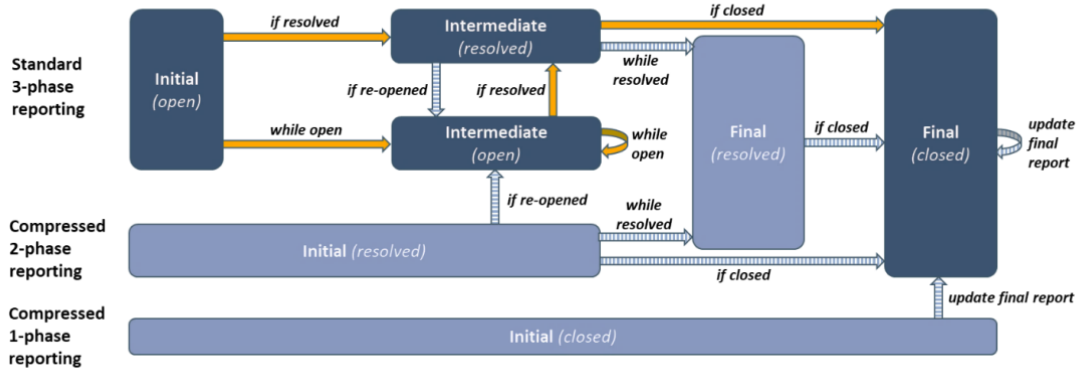 Standard
3-phase
reporting
Initial
(open)
if resolved
while open
Intermediate
(resolved)
if re-opened
if resolved
Intermediate
(open)
while
open
if closed
while
resolved
Final
(resolved)
if closed
Final
(closed)
update
final
report
Compressed
2-phase
reporting
Initial (resolved)
if re-opened
while
resolved
if closed
Compressed
1-phase
reporting
Initial (closed)
update final report